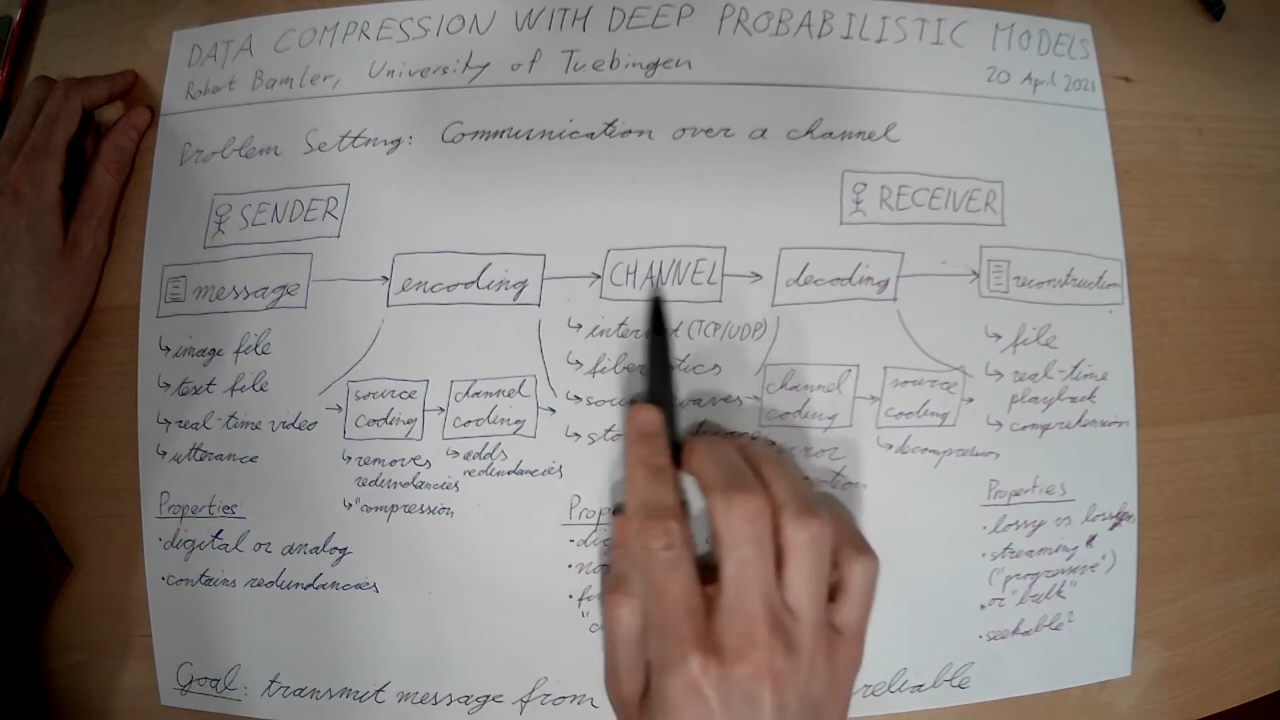 DATA COMPRESSION WITH DEEP PROBABILISTIC MODELS
Robert Bamler, University of Tuebingen
20 April 2021
Problem Setting: Communication over a channel
SENDER
RECEIVER
message
encoding
CHANNEL
decoding
reconstruction
↳ image file
↳ text file
↳ real-time video
↳ utterance
source
coding
↳ removes
redundancies
↳ "compression
channel
coding
↳ adds
redundancies
↳ (TCP/UDP)
channel
coding
source
coding
↳ decompression
↳ file
↳ real-time
playback
↳ comprehension
Properties
· digital or analog
· contains redundancies
Properties
· lossy vs. lossless
· streaming"
("progressive")
· or "bulk"
· seekable?
Goal: transmit message from
reliable